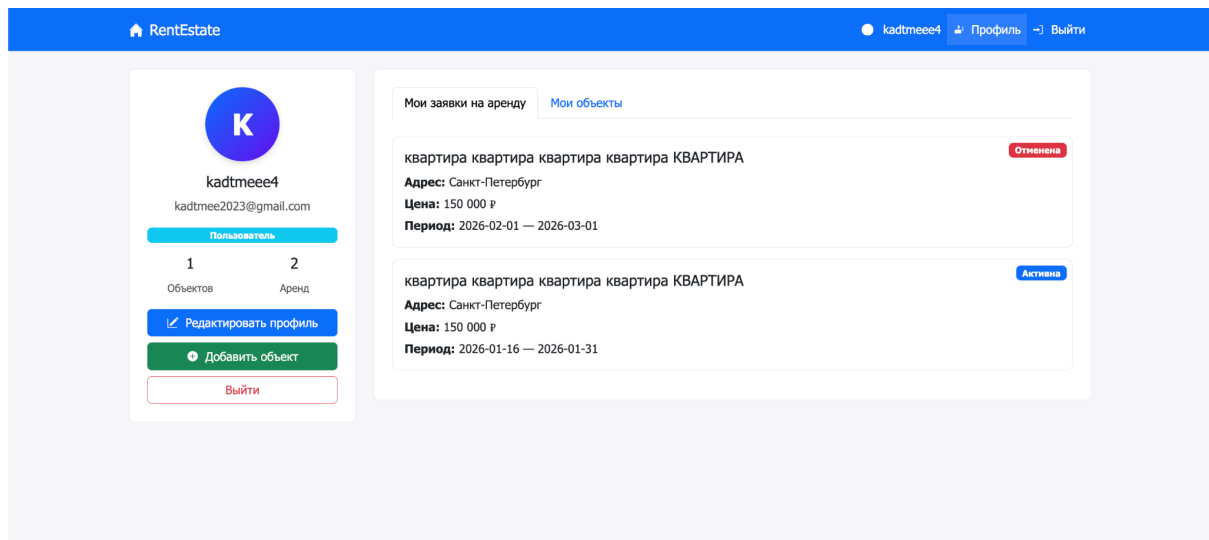 RentEstate
kadtmeee4 Профиль Выйти
K
kadtmeee4
kadtmee2023@gmail.com
Пользователь
1 2
Объектов Аренд
Редактировать профиль
Добавить объект
Выйти
Мои заявки на аренду Мои объекты
квартира квартира квартира квартира КВАРТИРА Отменена
Адрес: Санкт-Петербург
Цена: 150 000 ₽
Период: 2026-02-01 — 2026-03-01
квартира квартира квартира квартира КВАРТИРА Активна
Адрес: Санкт-Петербург
Цена: 150 000 ₽
Период: 2026-01-16 — 2026-01-31